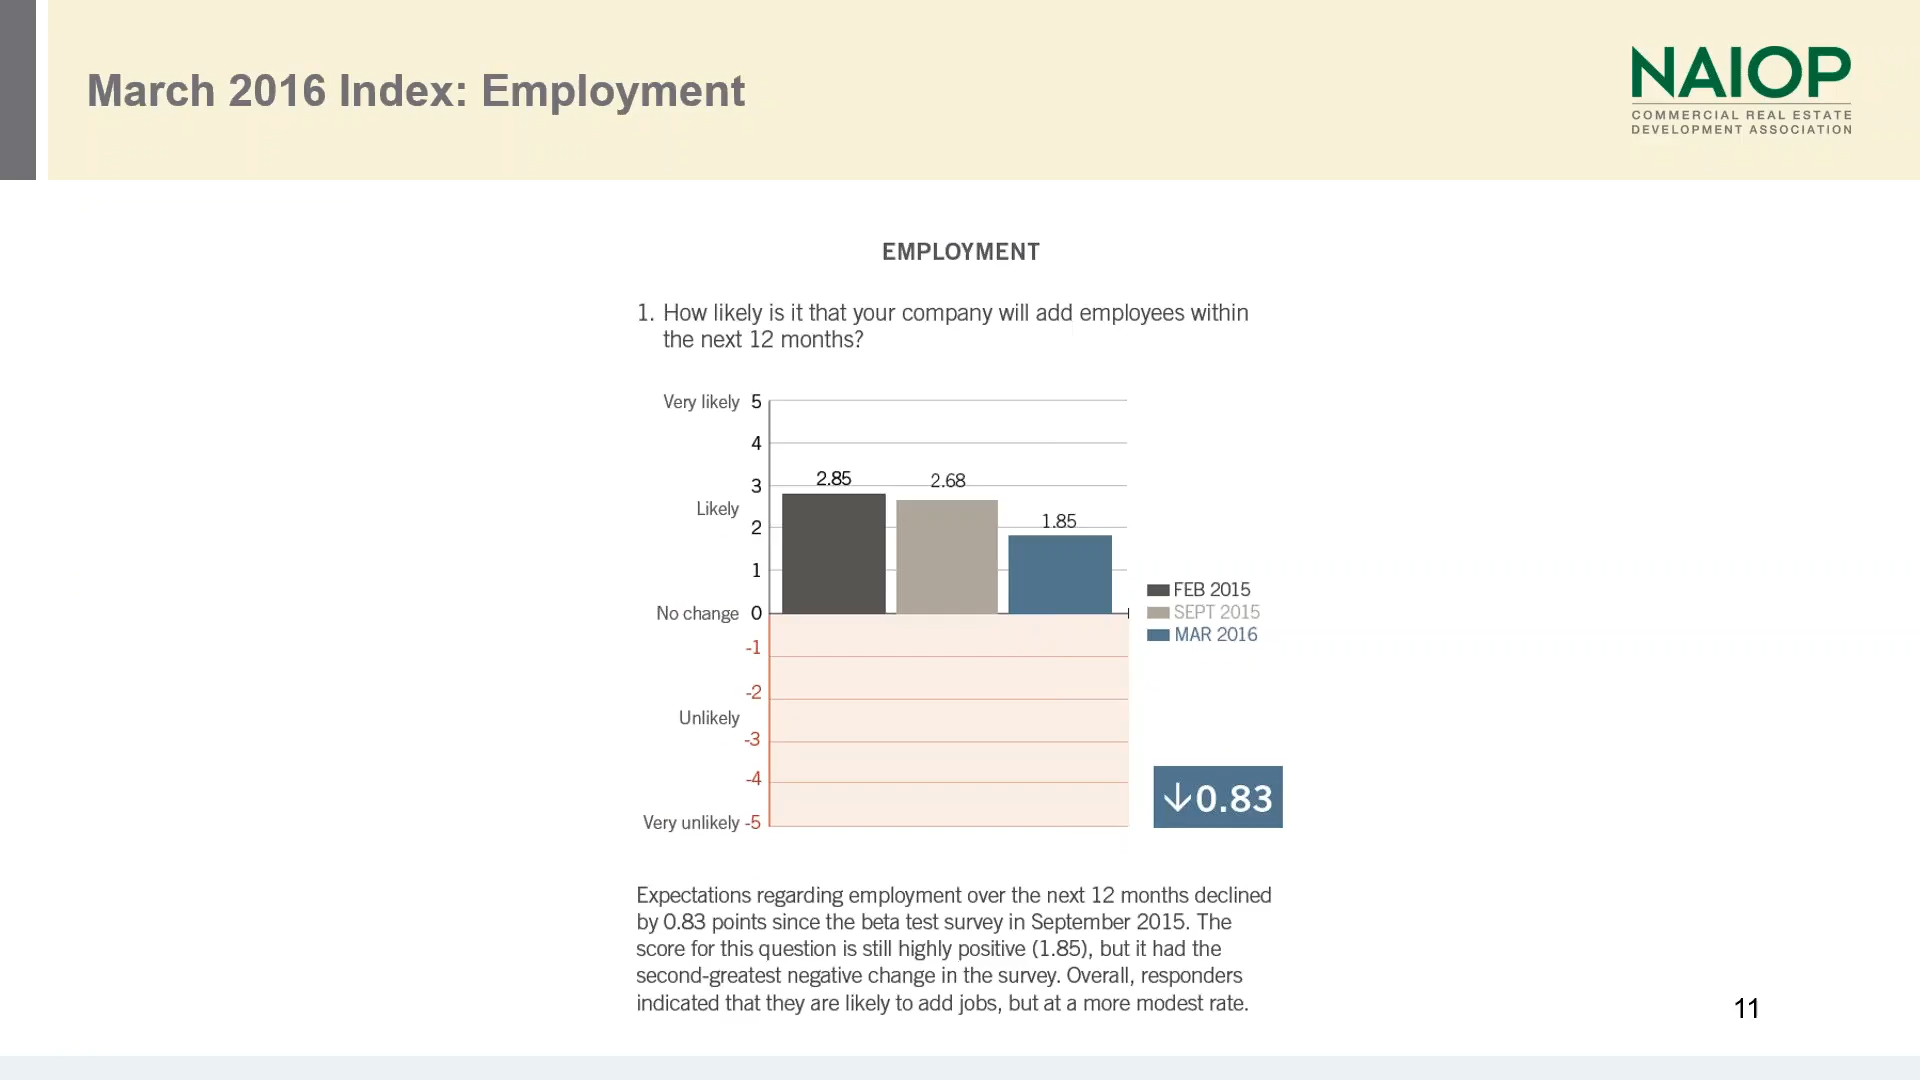 March 2016 Index: Employment
NAIOP
COMMERCIAL REAL ESTATE
DEVELOPMENT ASSOCIATION
EMPLOYMENT
1. How likely is it that your company will add employees within
the next 12 months?
Very likely 5
4
3
Likely
2
1
No change 0
-1
-2
Unlikely
-3
-4
Very unlikely -5
2.85
2.68
1.85
FEB 2015
SEPT 2015
MAR 2016
↓0.83
Expectations regarding employment over the next 12 months declined
by 0.83 points since the beta test survey in September 2015. The
score for this question is still highly positive (1.85), but it had the
second-greatest negative change in the survey. Overall, responders
indicated that they are likely to add jobs, but at a more modest rate.
11